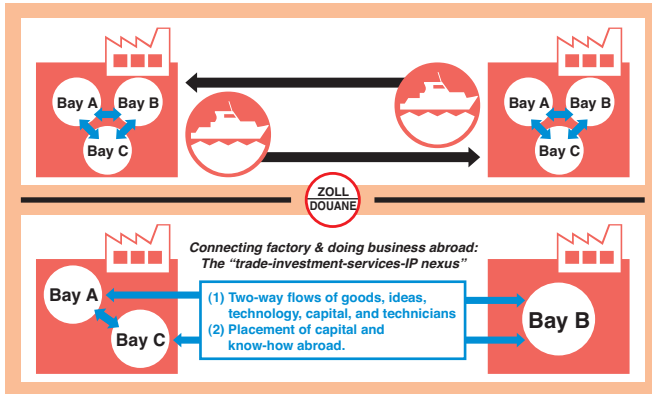 Bay A
Bay B
Bay C
Bay A
Bay B
Bay C
ZOLL
DOUANE
Connecting factory & doing business abroad:
The “trade-investment-services-IP nexus”
Bay A
Bay C
(1) Two-way flows of goods, ideas,
technology, capital, and technicians
(2) Placement of capital and
know-how abroad.
Bay B